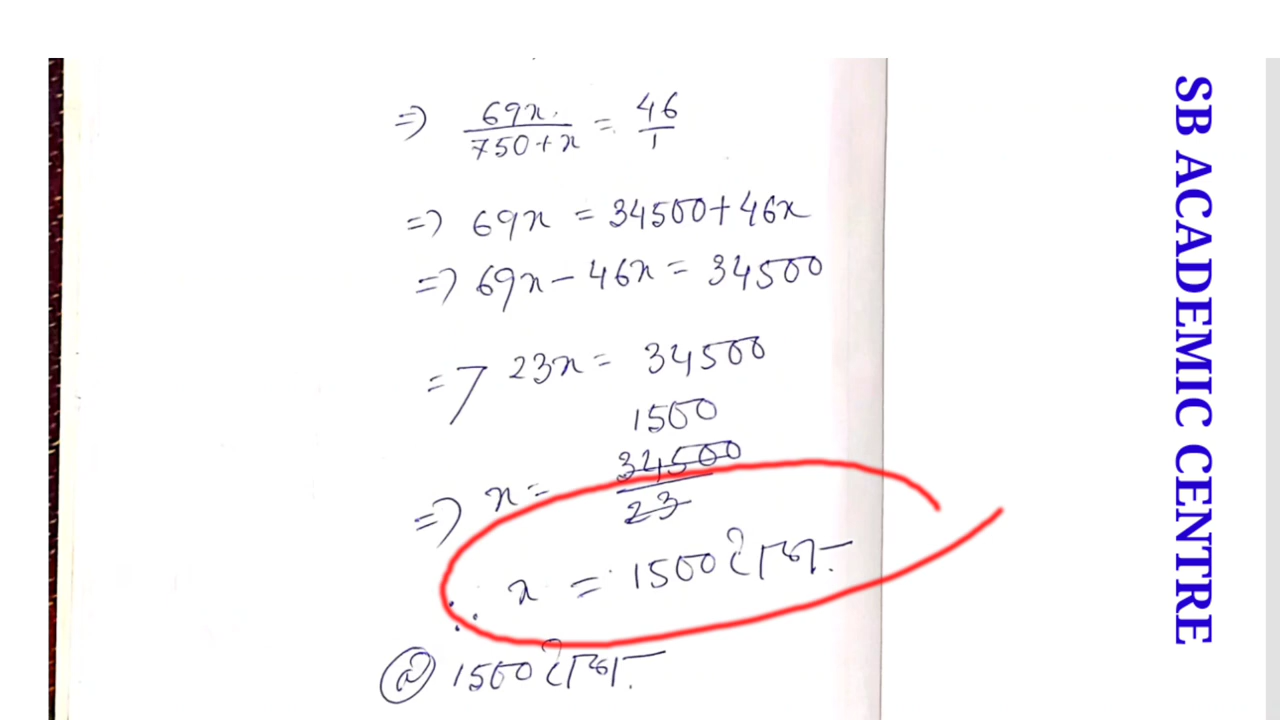 ⇒ 69x / 750+x = 46 / 1
⇒ 69x = 34500+46x
⇒ 69x – 46x = 34500
⇒ 23x = 34500
1500
⇒ x = 34500 / 23
∴ x = 1500
1500
SB ACADEMIC CENTRE